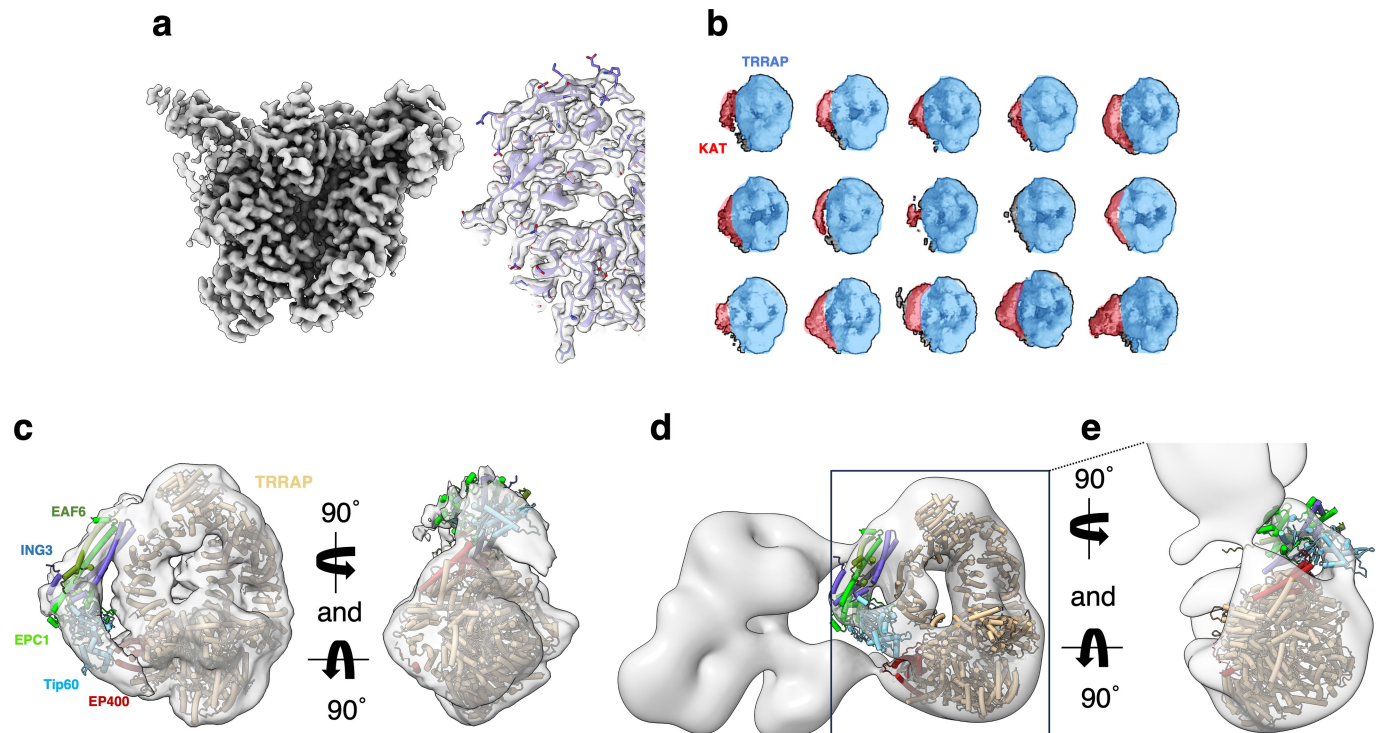 a
b
TRRAP
KAT
c
TRRAP
EAF6
ING3
EPC1
Tip60
EP400
90°
and
90°
d
e
90°
and
90°